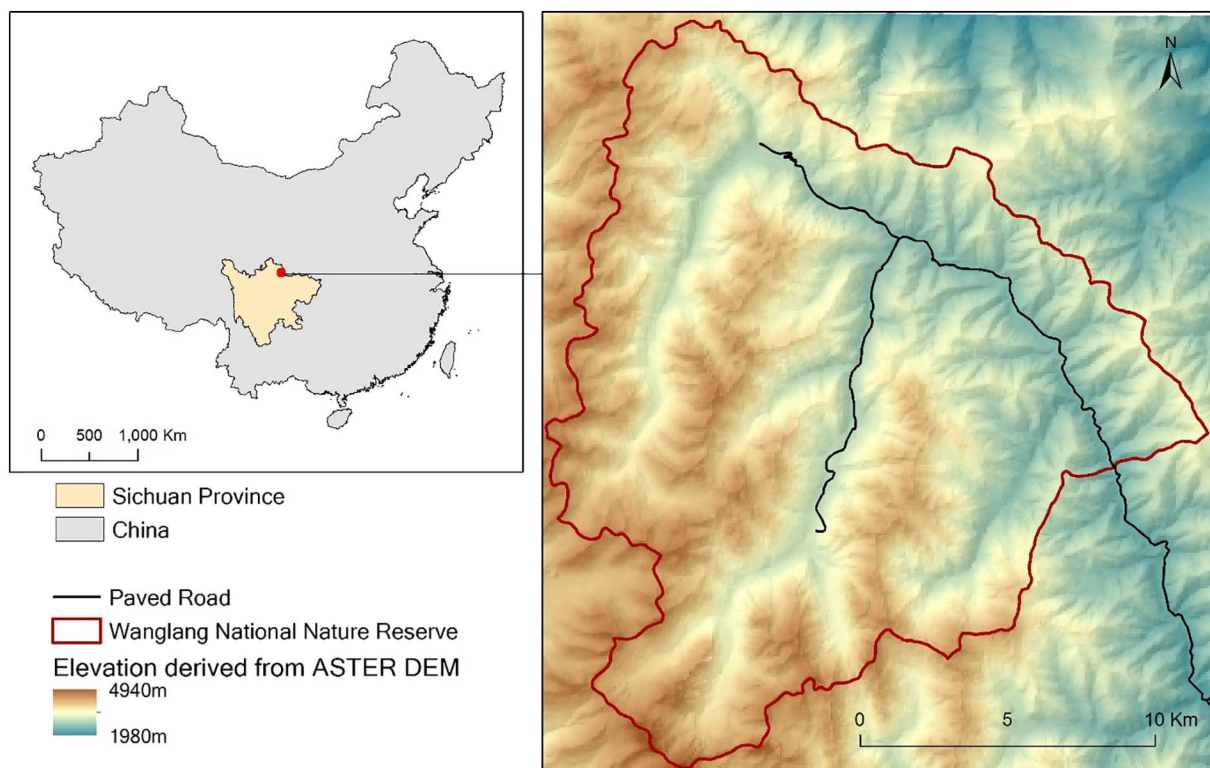 0 500 1,000 Km
Sichuan Province
China
Paved Road
Wanglang National Nature Reserve
Elevation derived from ASTER DEM
4940m
1980m
N
0 5 10 Km